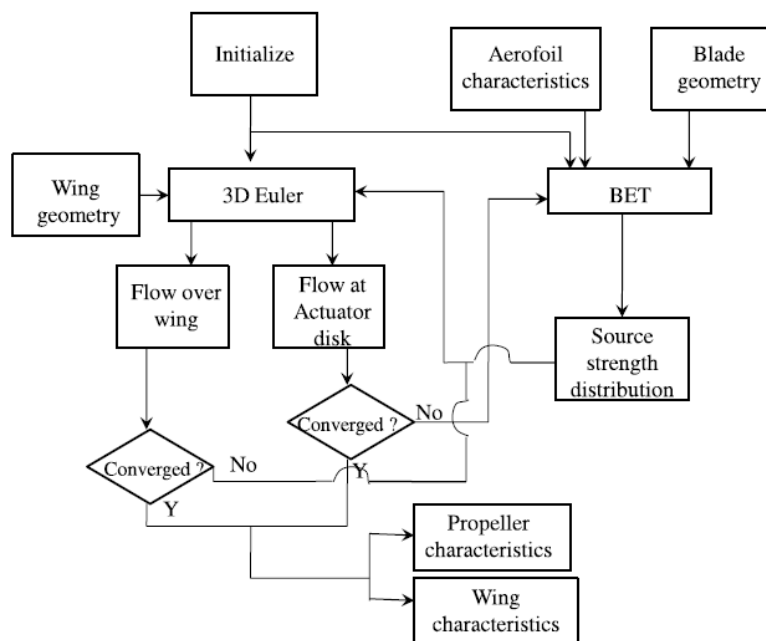 Initialize
Aerofoil
characteristics
Blade
geometry
Wing
geometry
3D Euler
BET
Flow over
wing
Flow at
Actuator
disk
Source
strength
distribution
Converged ?
No
Y
Converged ?
No
Y
Propeller
characteristics
Wing
characteristics